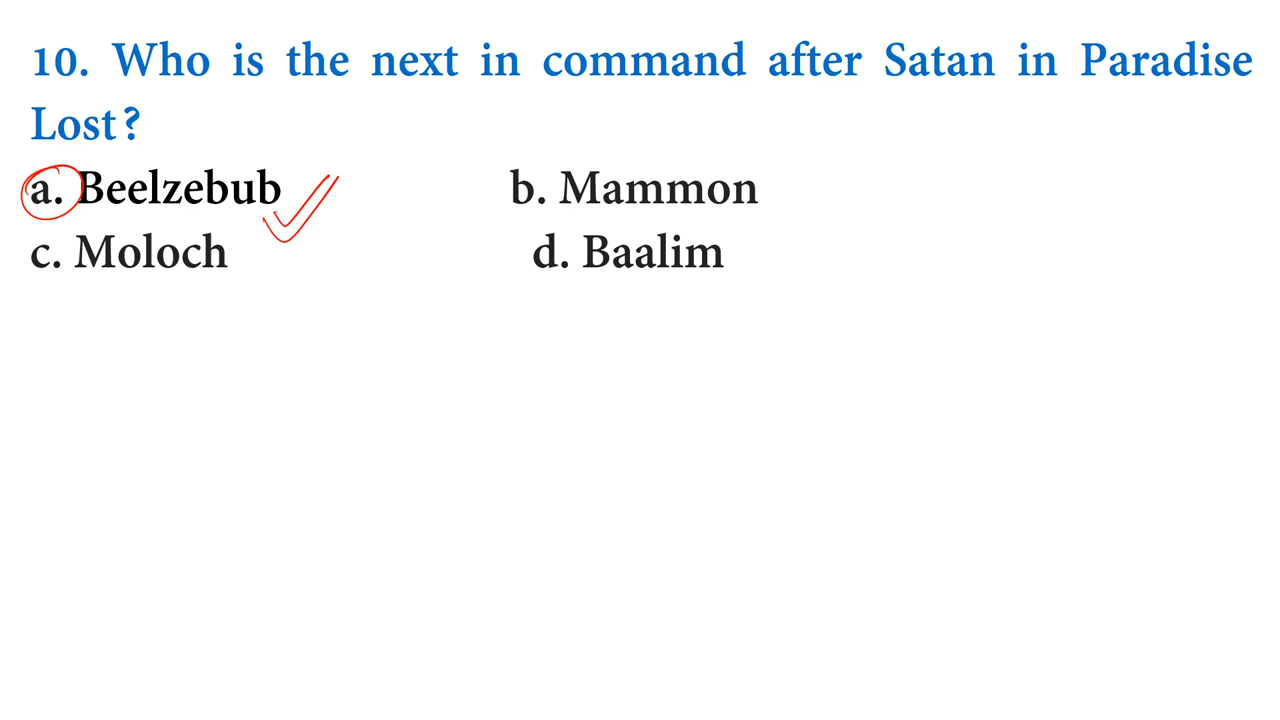 10. Who is the next in command after Satan in Paradise
Lost?
a. Beelzebub b. Mammon
c. Moloch d. Baalim